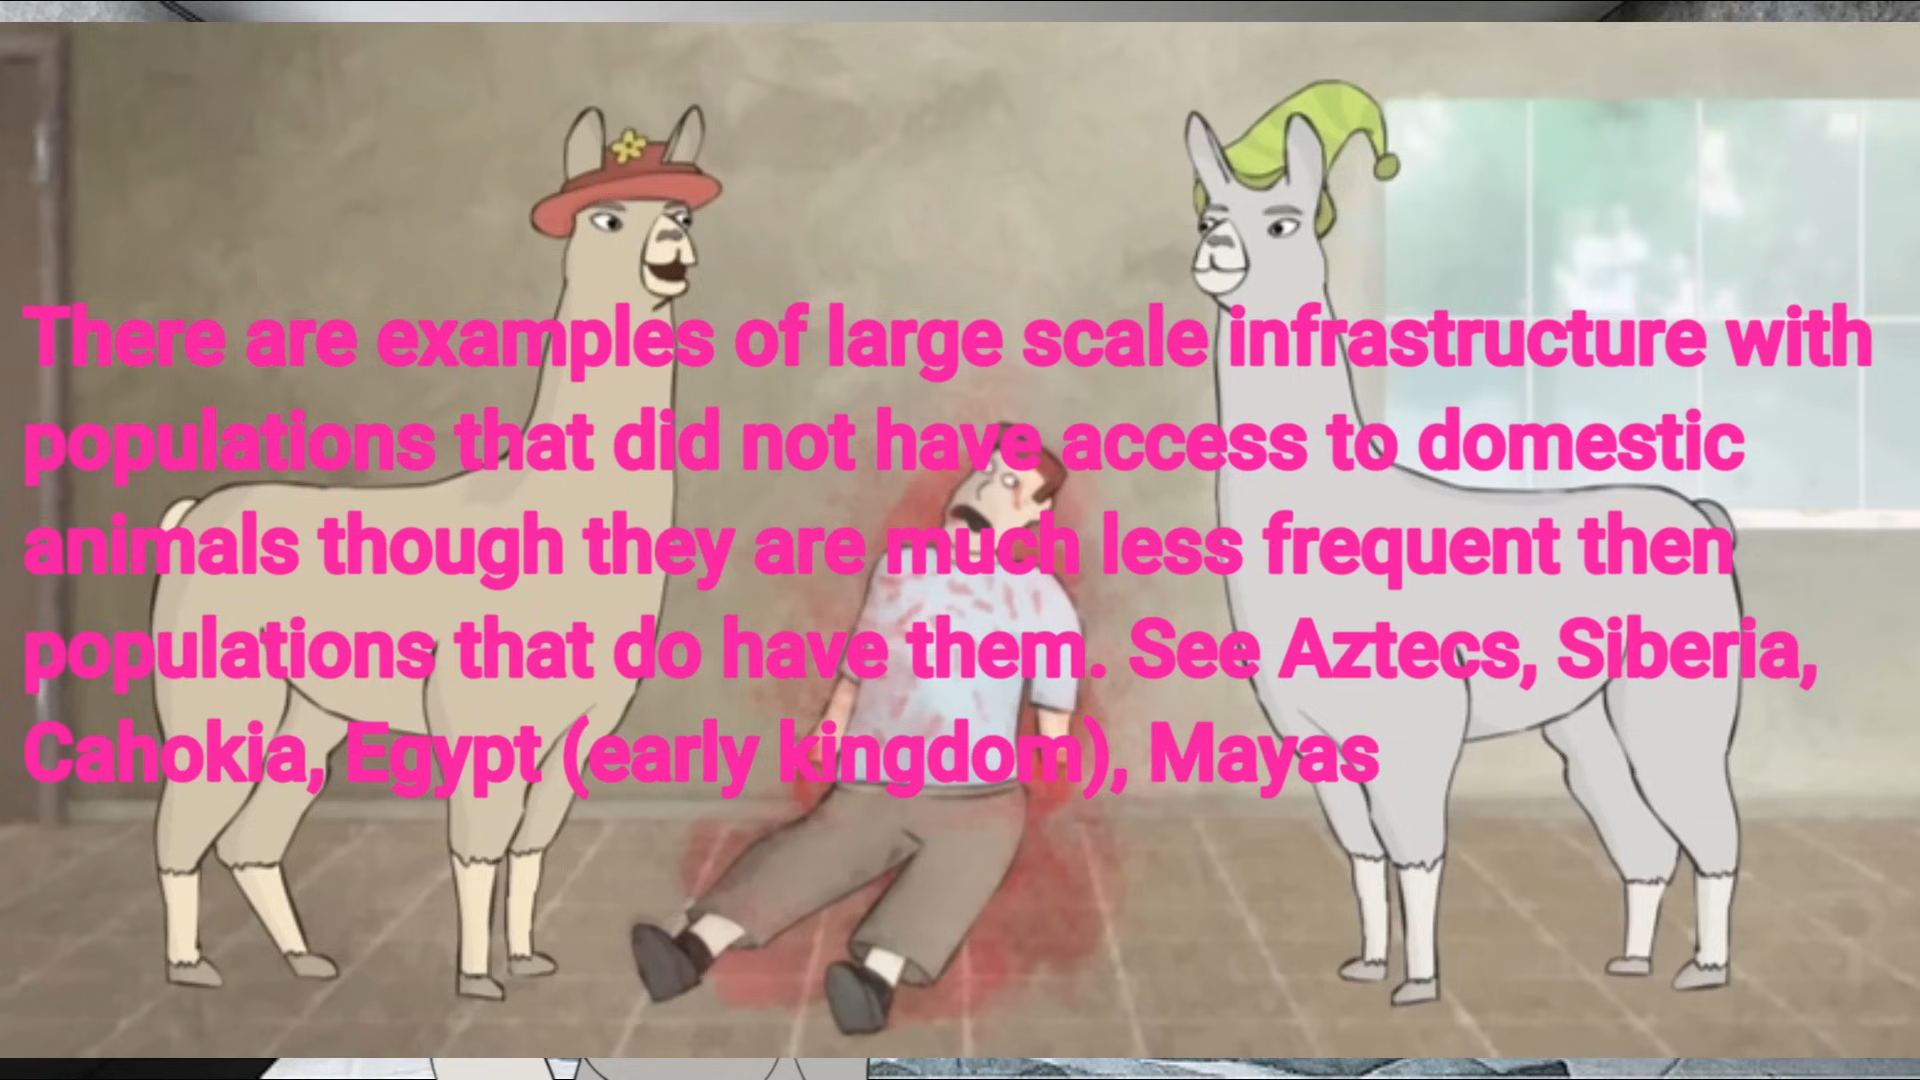 There are examples of large scale infrastructure with
populations that did not have access to domestic
animals though they are much less frequent then
populations that do have them. See Aztecs, Siberia,
Cahokia, Egypt (early kingdom), Mayas